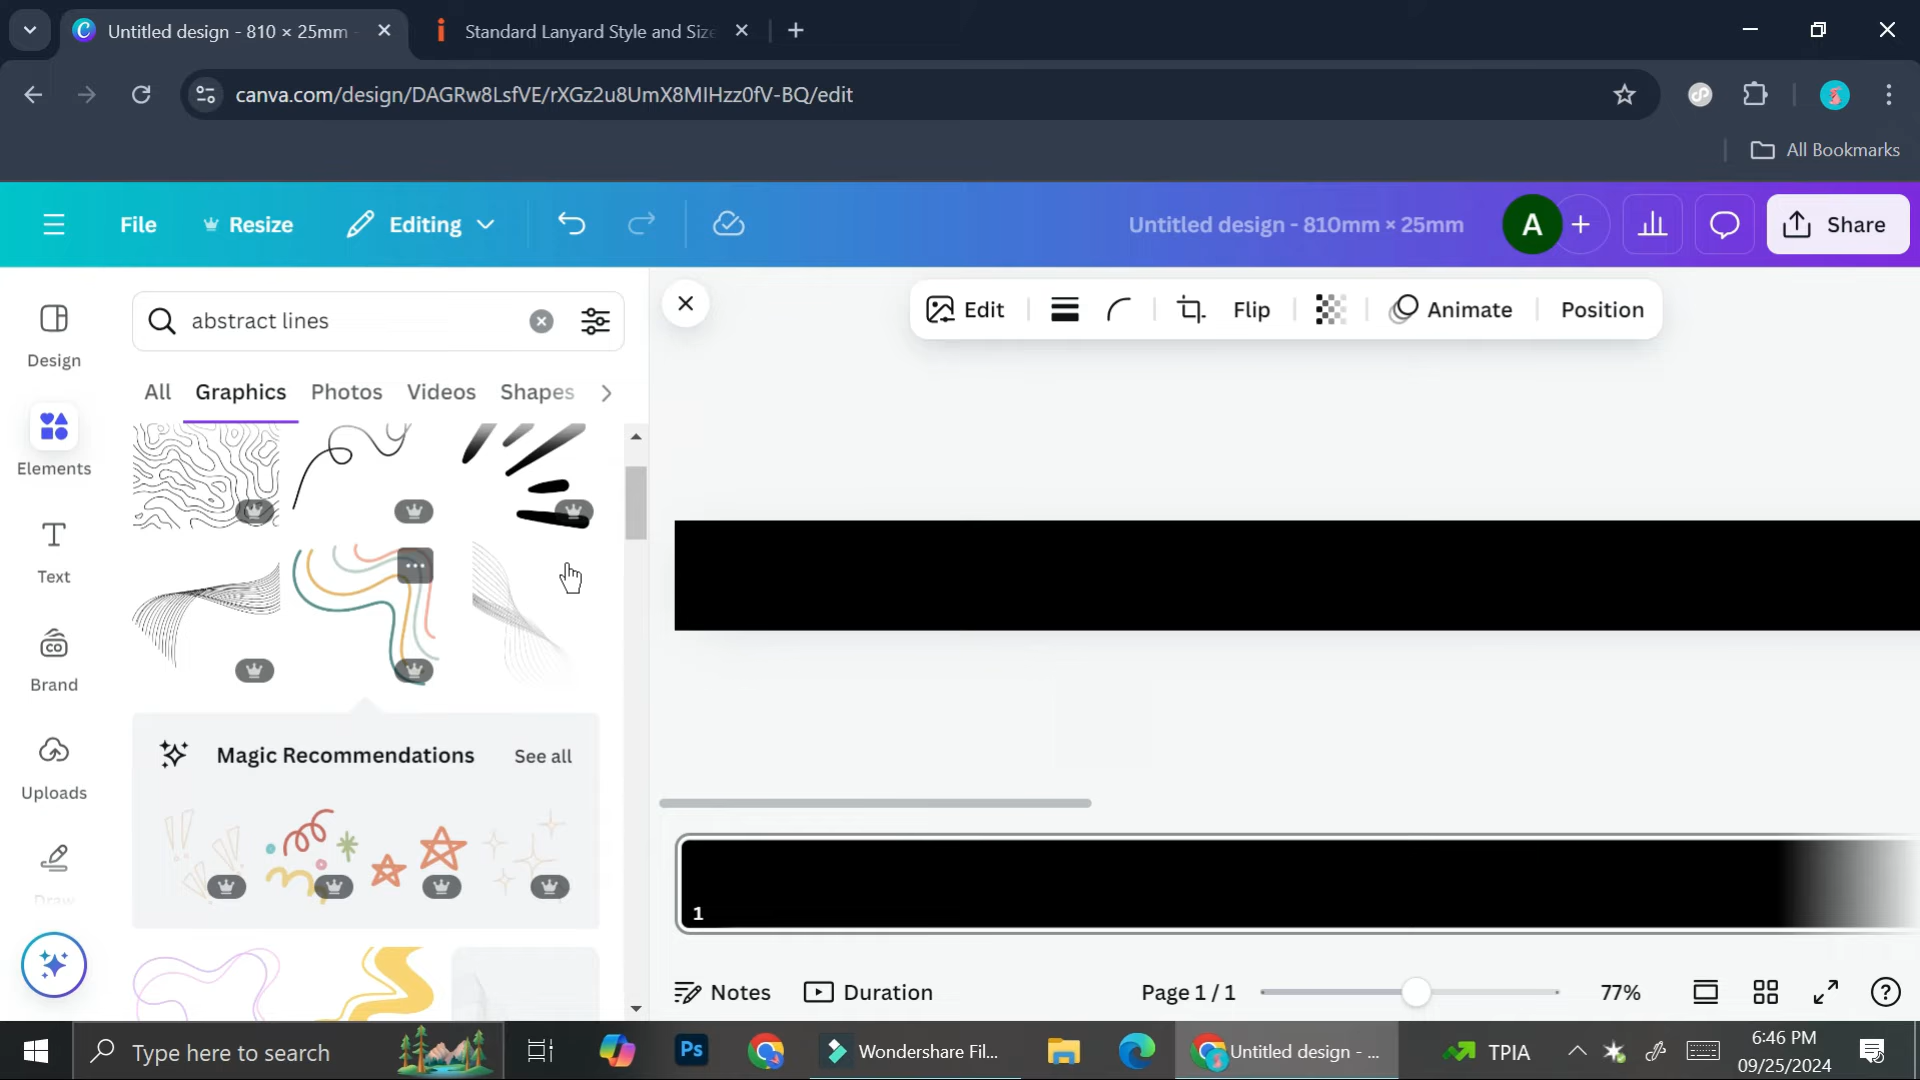 Untitled design - 810 × 25mm -
Standard Lanyard Style and Size
canva.com/design/DAGRw8LsfVE/rXGz2u8UmX8MIHzz0fV-BQ/edit
All Bookmarks
File
Resize
Editing
Untitled design - 810mm × 25mm
A
Share
Design
Elements
Text
Brand
Uploads
Draw
abstract lines
All
Graphics
Photos
Videos
Shapes
Magic Recommendations
See all
Edit
Flip
Animate
Position
1
Notes
Duration
Page 1 / 1
77%
Type here to search
Ps
Wondershare Fil...
Untitled design - ...
TPIA
6:46 PM
09/25/2024